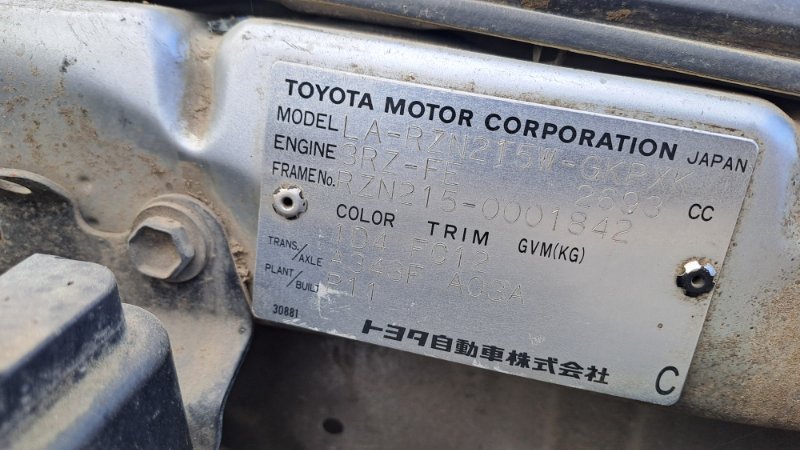 TOYOTA MOTOR CORPORATION JAPAN
MODEL LA-RZN215W-GKPXK
ENGINE 3RZ-FE 2693 CC
FRAME No. RZN215-0001842
COLOR TRIM GVM(KG)
1D4 FC12
TRANS./AXLE A343F A03A
PLANT/BUILT P11
30881
トヨタ自動車株式会社
C